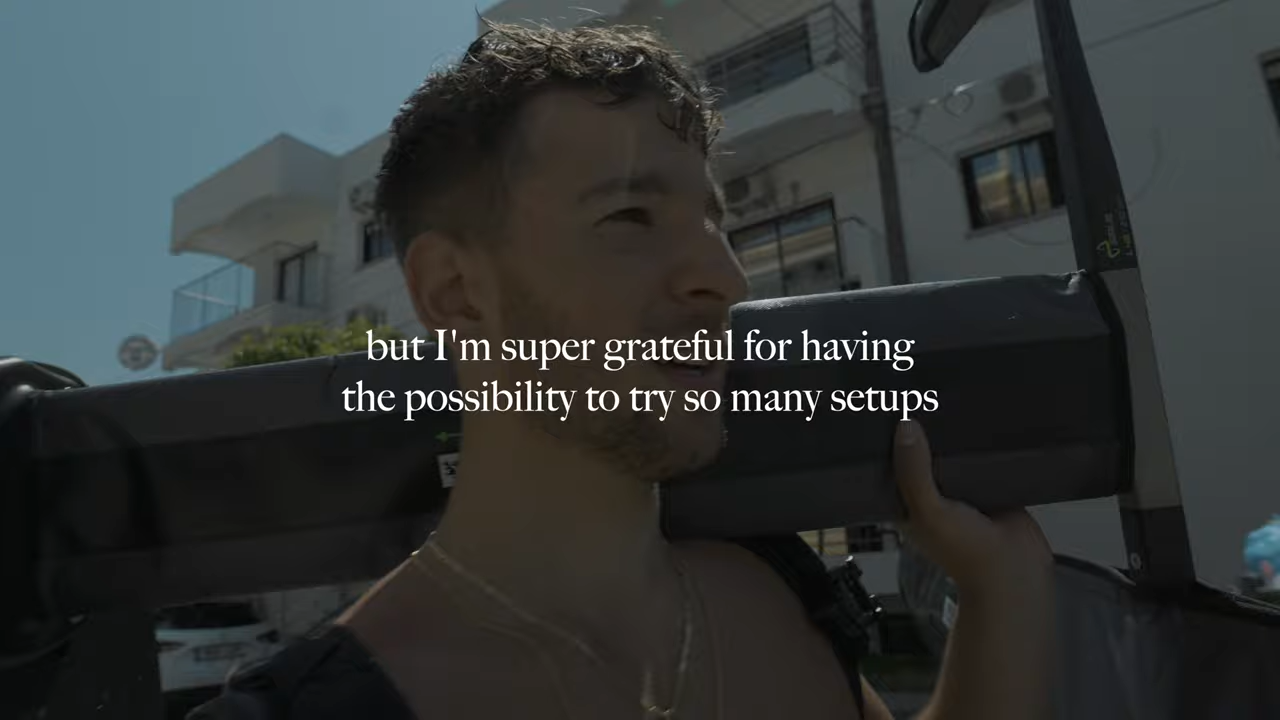 but I'm super grateful for having
the possibility to try so many setups